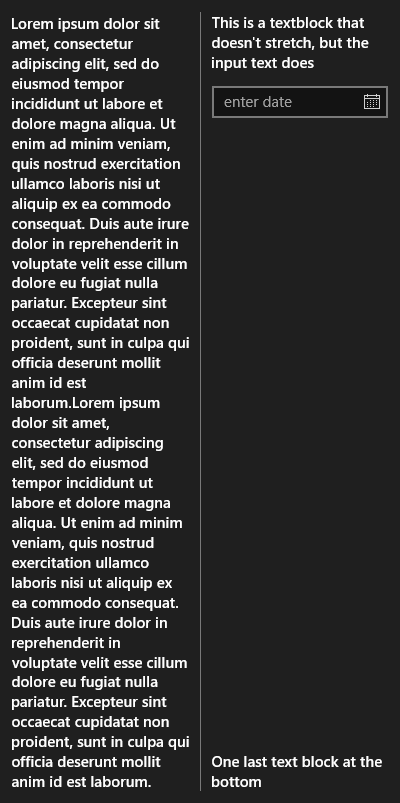 Lorem ipsum dolor sit
amet, consectetur
adipiscing elit, sed do
eiusmod tempor
incididunt ut labore et
dolore magna aliqua. Ut
enim ad minim veniam,
quis nostrud exercitation
ullamco laboris nisi ut
aliquip ex ea commodo
consequat. Duis aute irure
dolor in reprehenderit in
voluptate velit esse cillum
dolore eu fugiat nulla
pariatur. Excepteur sint
occaecat cupidatat non
proident, sunt in culpa qui
officia deserunt mollit
anim id est
laborum.Lorem ipsum
dolor sit amet,
consectetur adipiscing
elit, sed do eiusmod
tempor incididunt ut
labore et dolore magna
aliqua. Ut enim ad minim
veniam, quis nostrud
exercitation ullamco
laboris nisi ut aliquip ex
ea commodo consequat.
Duis aute irure dolor in
reprehenderit in
voluptate velit esse cillum
dolore eu fugiat nulla
pariatur. Excepteur sint
occaecat cupidatat non
proident, sunt in culpa qui
officia deserunt mollit
anim id est laborum.
This is a textblock that
doesn't stretch, but the
input text does
enter date
One last text block at the
bottom